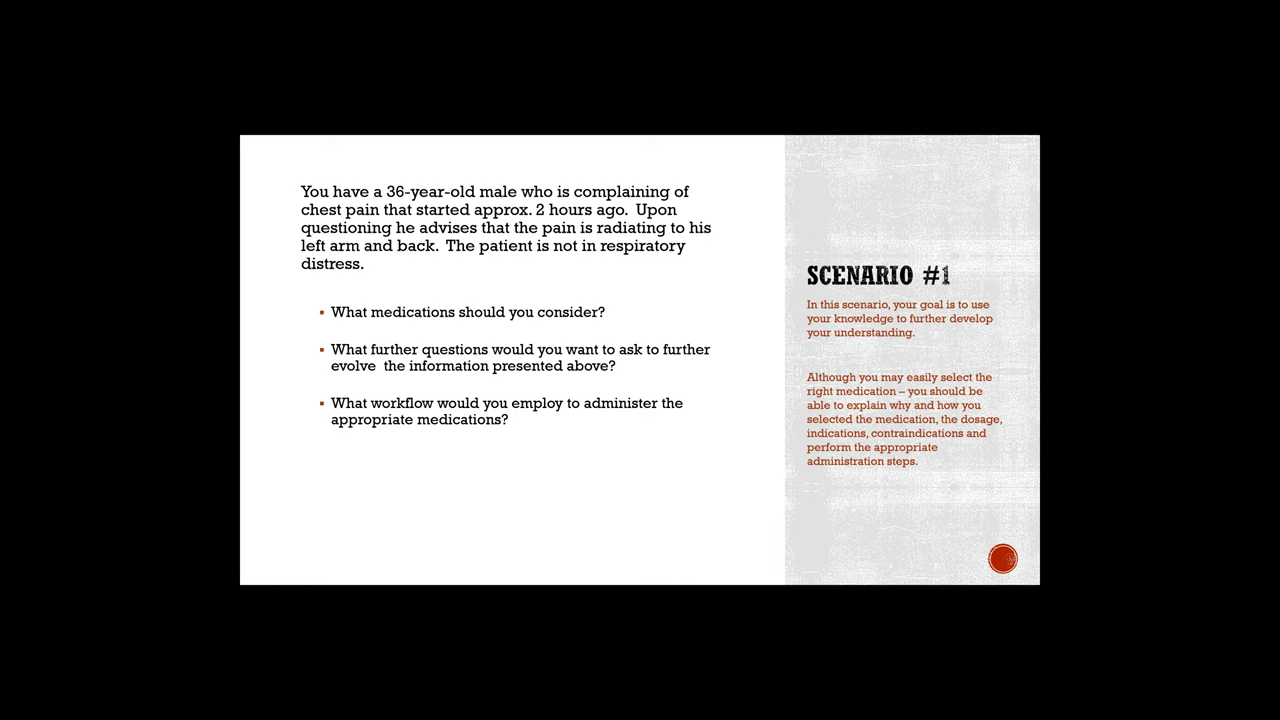 You have a 36-year-old male who is complaining of
chest pain that started approx. 2 hours ago.  Upon
questioning he advises that the pain is radiating to his
left arm and back.  The patient is not in respiratory
distress.
▪ What medications should you consider?
▪ What further questions would you want to ask to further
evolve  the information presented above?
▪ What workflow would you employ to administer the
appropriate medications?
SCENARIO #1
In this scenario, your goal is to use
your knowledge to further develop
your understanding.
Although you may easily select the
right medication – you should be
able to explain why and how you
selected the medication, the dosage,
indications, contraindications and
perform the appropriate
administration steps.